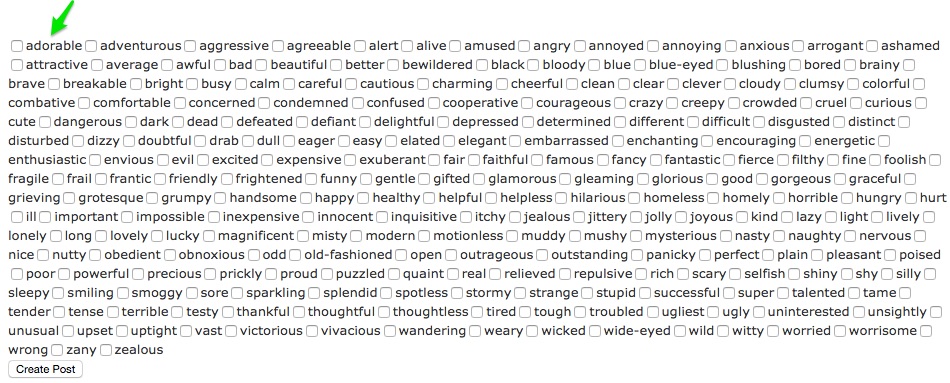 adorable adventurous aggressive agreeable alert alive amused angry annoyed annoying anxious arrogant ashamed
attractive average awful bad beautiful better bewildered black bloody blue blue-eyed blushing bored brainy
brave breakable bright busy calm careful cautious charming cheerful clean clear clever cloudy clumsy colorful
combative comfortable concerned condemned confused cooperative courageous crazy creepy crowded cruel curious
cute dangerous dark dead defeated defiant delightful depressed determined different difficult disgusted distinct
disturbed dizzy doubtful drab dull eager easy elated elegant embarrassed enchanting encouraging energetic
enthusiastic envious evil excited expensive exuberant fair faithful famous fancy fantastic fierce filthy fine foolish
fragile frail frantic friendly frightened funny gentle gifted glamorous gleaming glorious good gorgeous graceful
grieving grotesque grumpy handsome happy healthy helpful helpless hilarious homeless homely horrible hungry hurt
ill important impossible inexpensive innocent inquisitive itchy jealous jittery jolly joyous kind lazy light lively
lonely long lovely lucky magnificent misty modern motionless muddy mushy mysterious nasty naughty nervous
nice nutty obedient obnoxious odd old-fashioned open outrageous outstanding panicky perfect plain pleasant poised
poor powerful precious prickly proud puzzled quaint real relieved repulsive rich scary selfish shiny shy silly
sleepy smiling smoggy sore sparkling splendid spotless stormy strange stupid successful super talented tame
tender tense terrible testy thankful thoughtful thoughtless tired tough troubled ugliest ugly uninterested unsightly
unusual upset uptight vast victorious vivacious wandering weary wicked wide-eyed wild witty worried worrisome
wrong zany zealous
Create Post